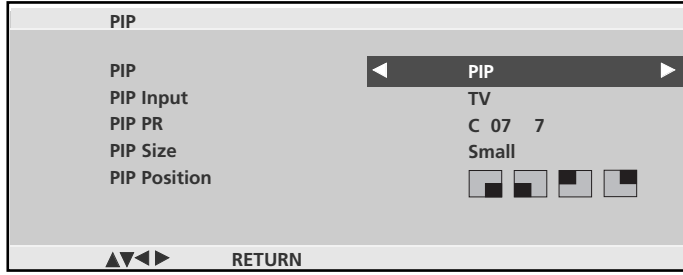 PIP
PIP ◀ PIP ▶
PIP Input TV
PIP PR C 07 7
PIP Size Small
PIP Position
▲▼◀ ▶ RETURN